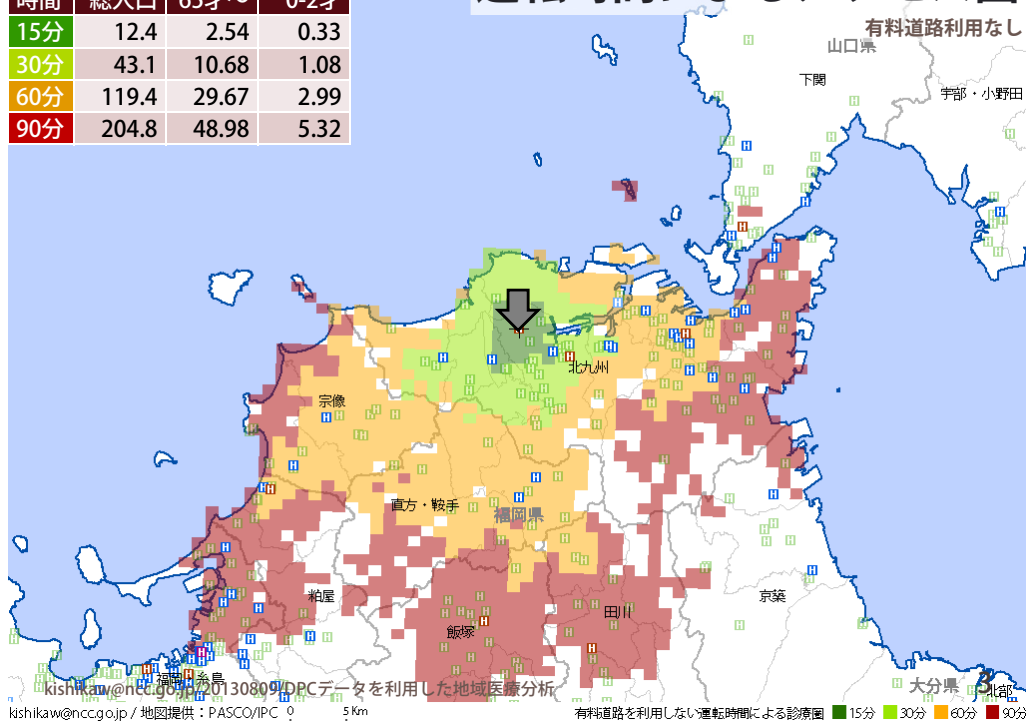 時間 総人口 65才～ 0-2才
15分 12.4 2.54 0.33
30分 43.1 10.68 1.08
60分 119.4 29.67 2.99
90分 204.8 48.98 5.32
有料道路利用なし
山口県
下関
宇部・小野田
北九州
宗像
直方・鞍手
福岡県
粕屋
京築
田川
飯塚
福岡・糸島
大分県
3
北部
kishikaw@ncc.go.jp/20130809/DPCデータを利用した地域医療分析
kishikaw@ncc.go.jp / 地図提供：PASCO/IPC 0 5 Km
有料道路を利用しない運転時間による診療圏 15分 30分 60分 90分